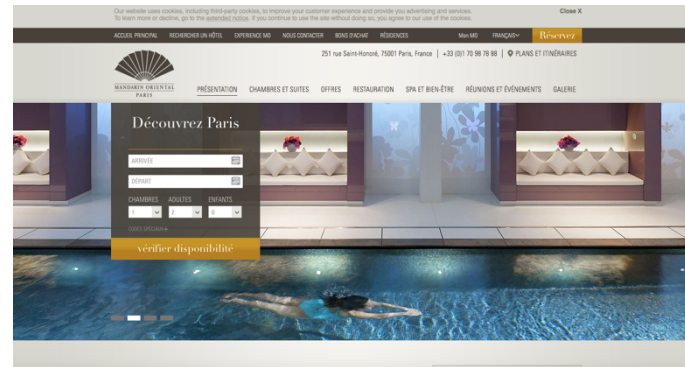 Our website uses cookies, including third-party cookies, to improve your customer experience and provide you advertising and services. Close X
To learn more or decline, go to the extended notice. If you continue to use the site without doing so, you agree to our use of the cookies.
ACCUEIL PRINCIPAL RECHERCHER UN HÔTEL EXPERIENCE MO NOUS CONTACTER BONS D'ACHAT RÉSIDENCES Mon MO FRANÇAIS Réservez
251 rue Saint-Honoré, 75001 Paris, France | +33 (0)1 70 98 78 88 | PLANS ET ITINÉRAIRES
MANDARIN ORIENTAL
PARIS
PRÉSENTATION CHAMBRES ET SUITES OFFRES RESTAURATION SPA ET BIEN-ÊTRE RÉUNIONS ET ÉVÉNEMENTS GALERIE
Découvrez Paris
ARRIVÉE
DÉPART
CHAMBRES ADULTES ENFANTS
1 2 0
CODES SPÉCIAUX
vérifier disponibilité